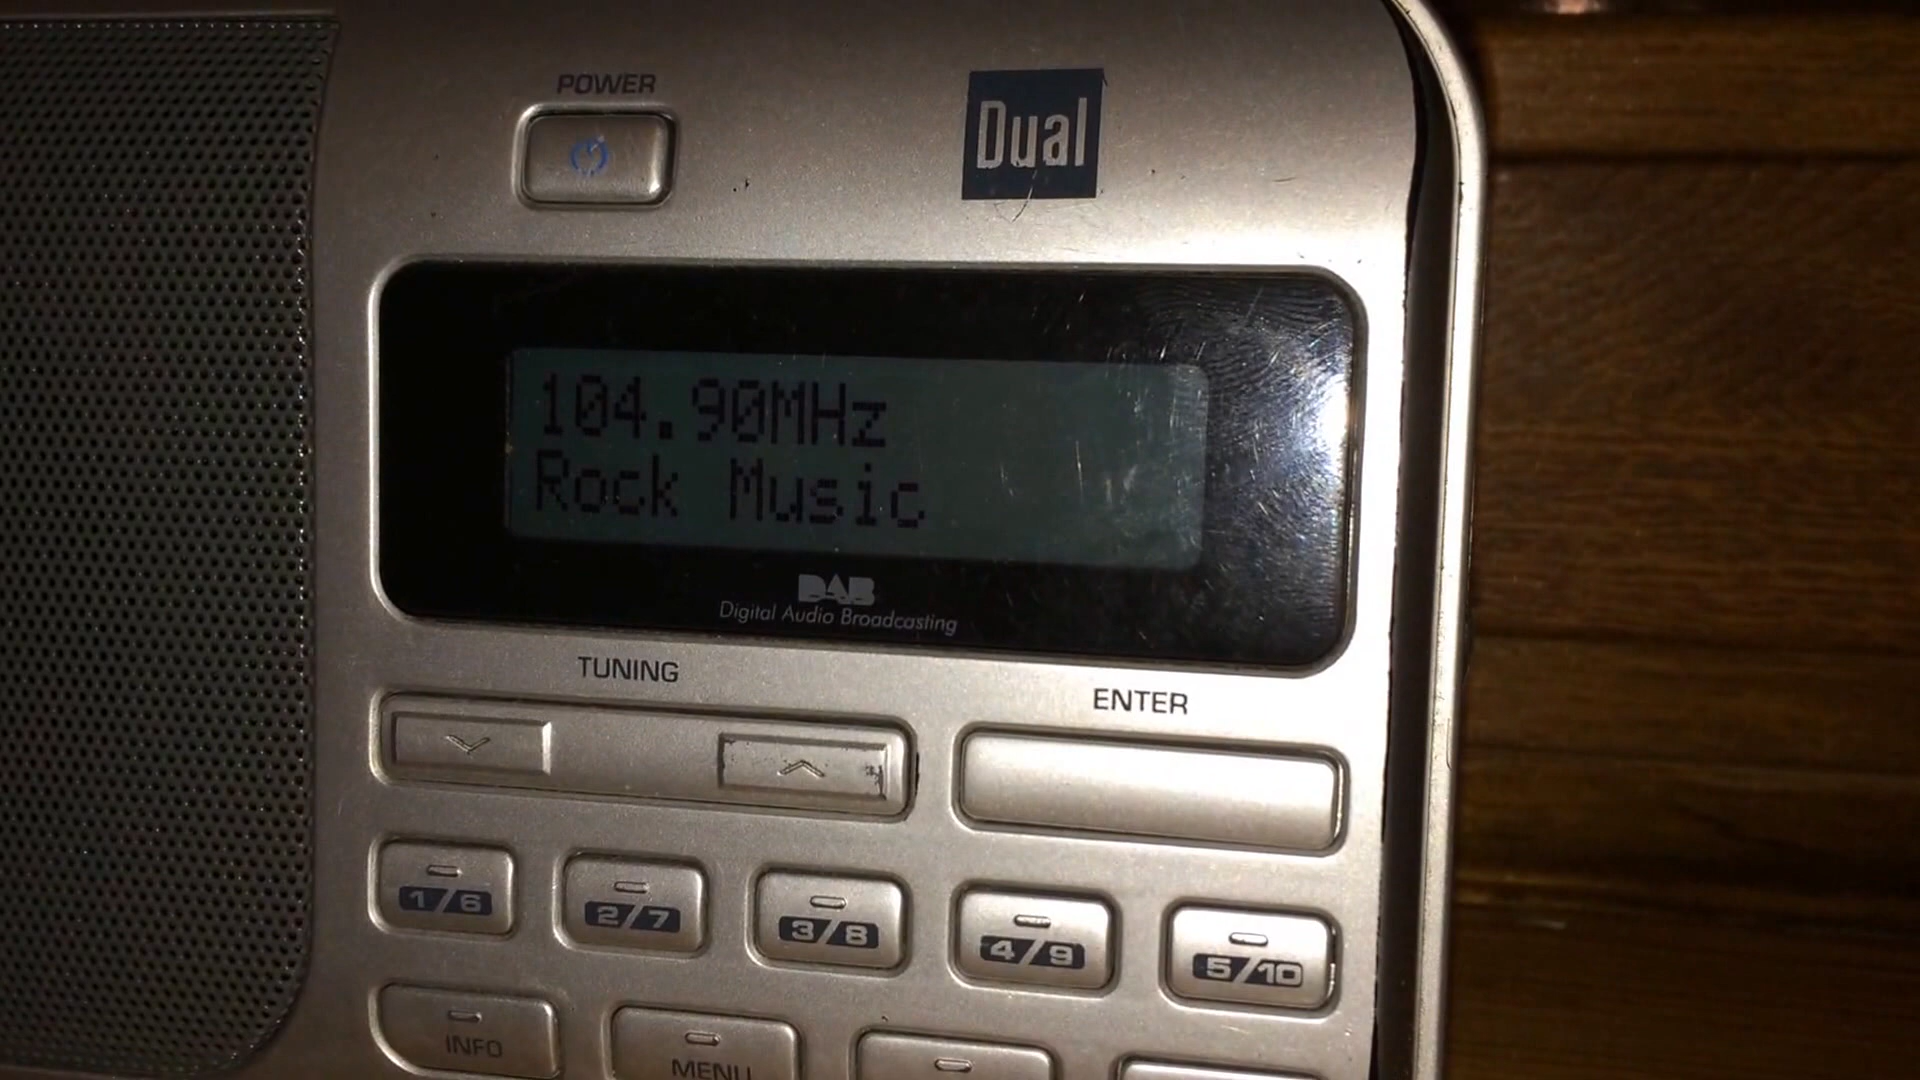 POWER
Dual
104.90MHz
Rock Music
DAB
Digital Audio Broadcasting
TUNING
ENTER
1/6
2/7
3/8
4/9
5/10
INFO
MENU